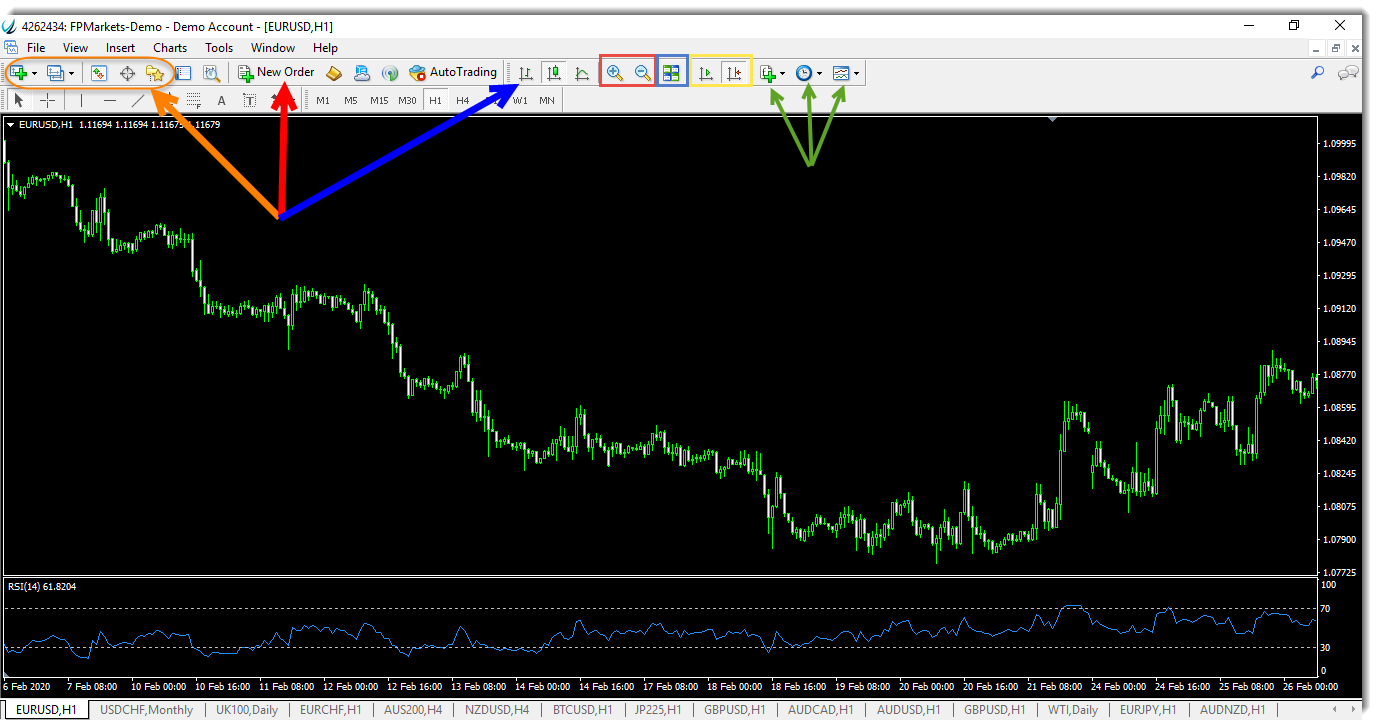 4262434: FPMarkets-Demo - Demo Account - [EURUSD,H1]
File View Insert Charts Tools Window Help
New Order AutoTrading
A T M1 M5 M15 M30 H1 H4 W1 MN
EURUSD,H1 1.11694 1.11694 1.11675 1.11679
1.09995
1.09820
1.09645
1.09470
1.09295
1.09120
1.08945
1.08770
1.08595
1.08420
1.08245
1.08075
1.07900
1.07725
RSI(14) 61.8204
100
70
30
0
6 Feb 2020 7 Feb 08:00 10 Feb 00:00 10 Feb 16:00 11 Feb 08:00 12 Feb 00:00 12 Feb 16:00 13 Feb 08:00 14 Feb 00:00 14 Feb 16:00 17 Feb 08:00 18 Feb 00:00 18 Feb 16:00 19 Feb 08:00 20 Feb 00:00 20 Feb 16:00 21 Feb 08:00 24 Feb 00:00 24 Feb 16:00 25 Feb 08:00 26 Feb 00:00
EURUSD,H1 USDCHF,Monthly UK100,Daily EURCHF,H1 AUS200,H4 NZDUSD,H4 BTCUSD,H1 JP225,H1 GBPUSD,H1 AUDCAD,H1 AUDUSD,H1 GBPUSD,H1 WTI,Daily EURJPY,H1 AUDNZD,H1